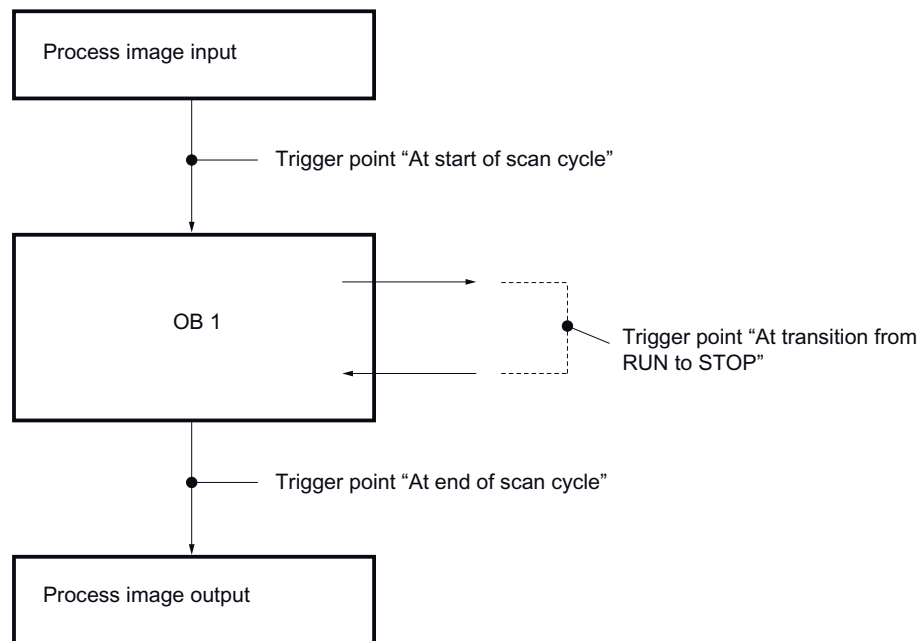 Process image input
Trigger point “At start of scan cycle”
OB 1
Trigger point “At transition from
RUN to STOP”
Trigger point “At end of scan cycle”
Process image output